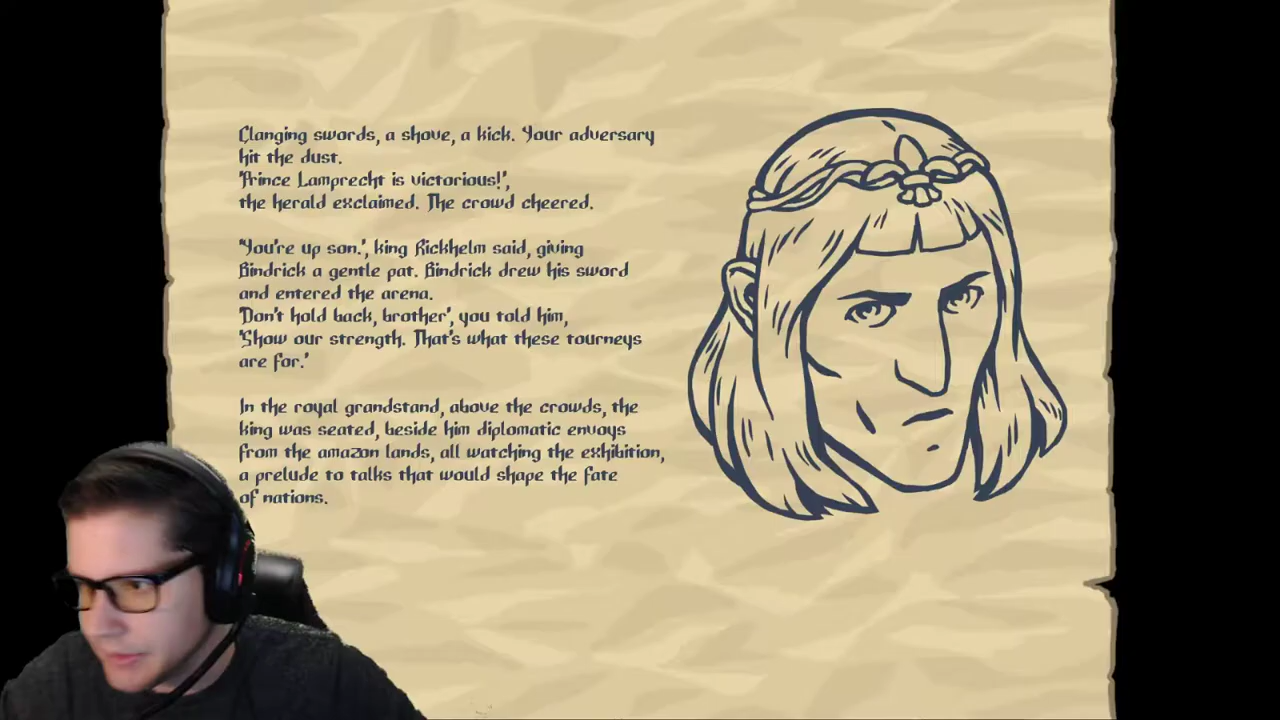 Clanging swords, a shove, a kick. Your adversary
hit the dust.
'Prince Lamprecht is victorious!',
the herald exclaimed. The crowd cheered.
'You're up son.', king Rickhelm said, giving
Bindrick a gentle pat. Bindrick drew his sword
and entered the arena.
'Don't hold back, brother', you told him,
'Show our strength. That's what these tourneys
are for.'
In the royal grandstand, above the crowds, the
king was seated, beside him diplomatic envoys
from the amazon lands, all watching the exhibition,
a prelude to talks that would shape the fate
of nations.